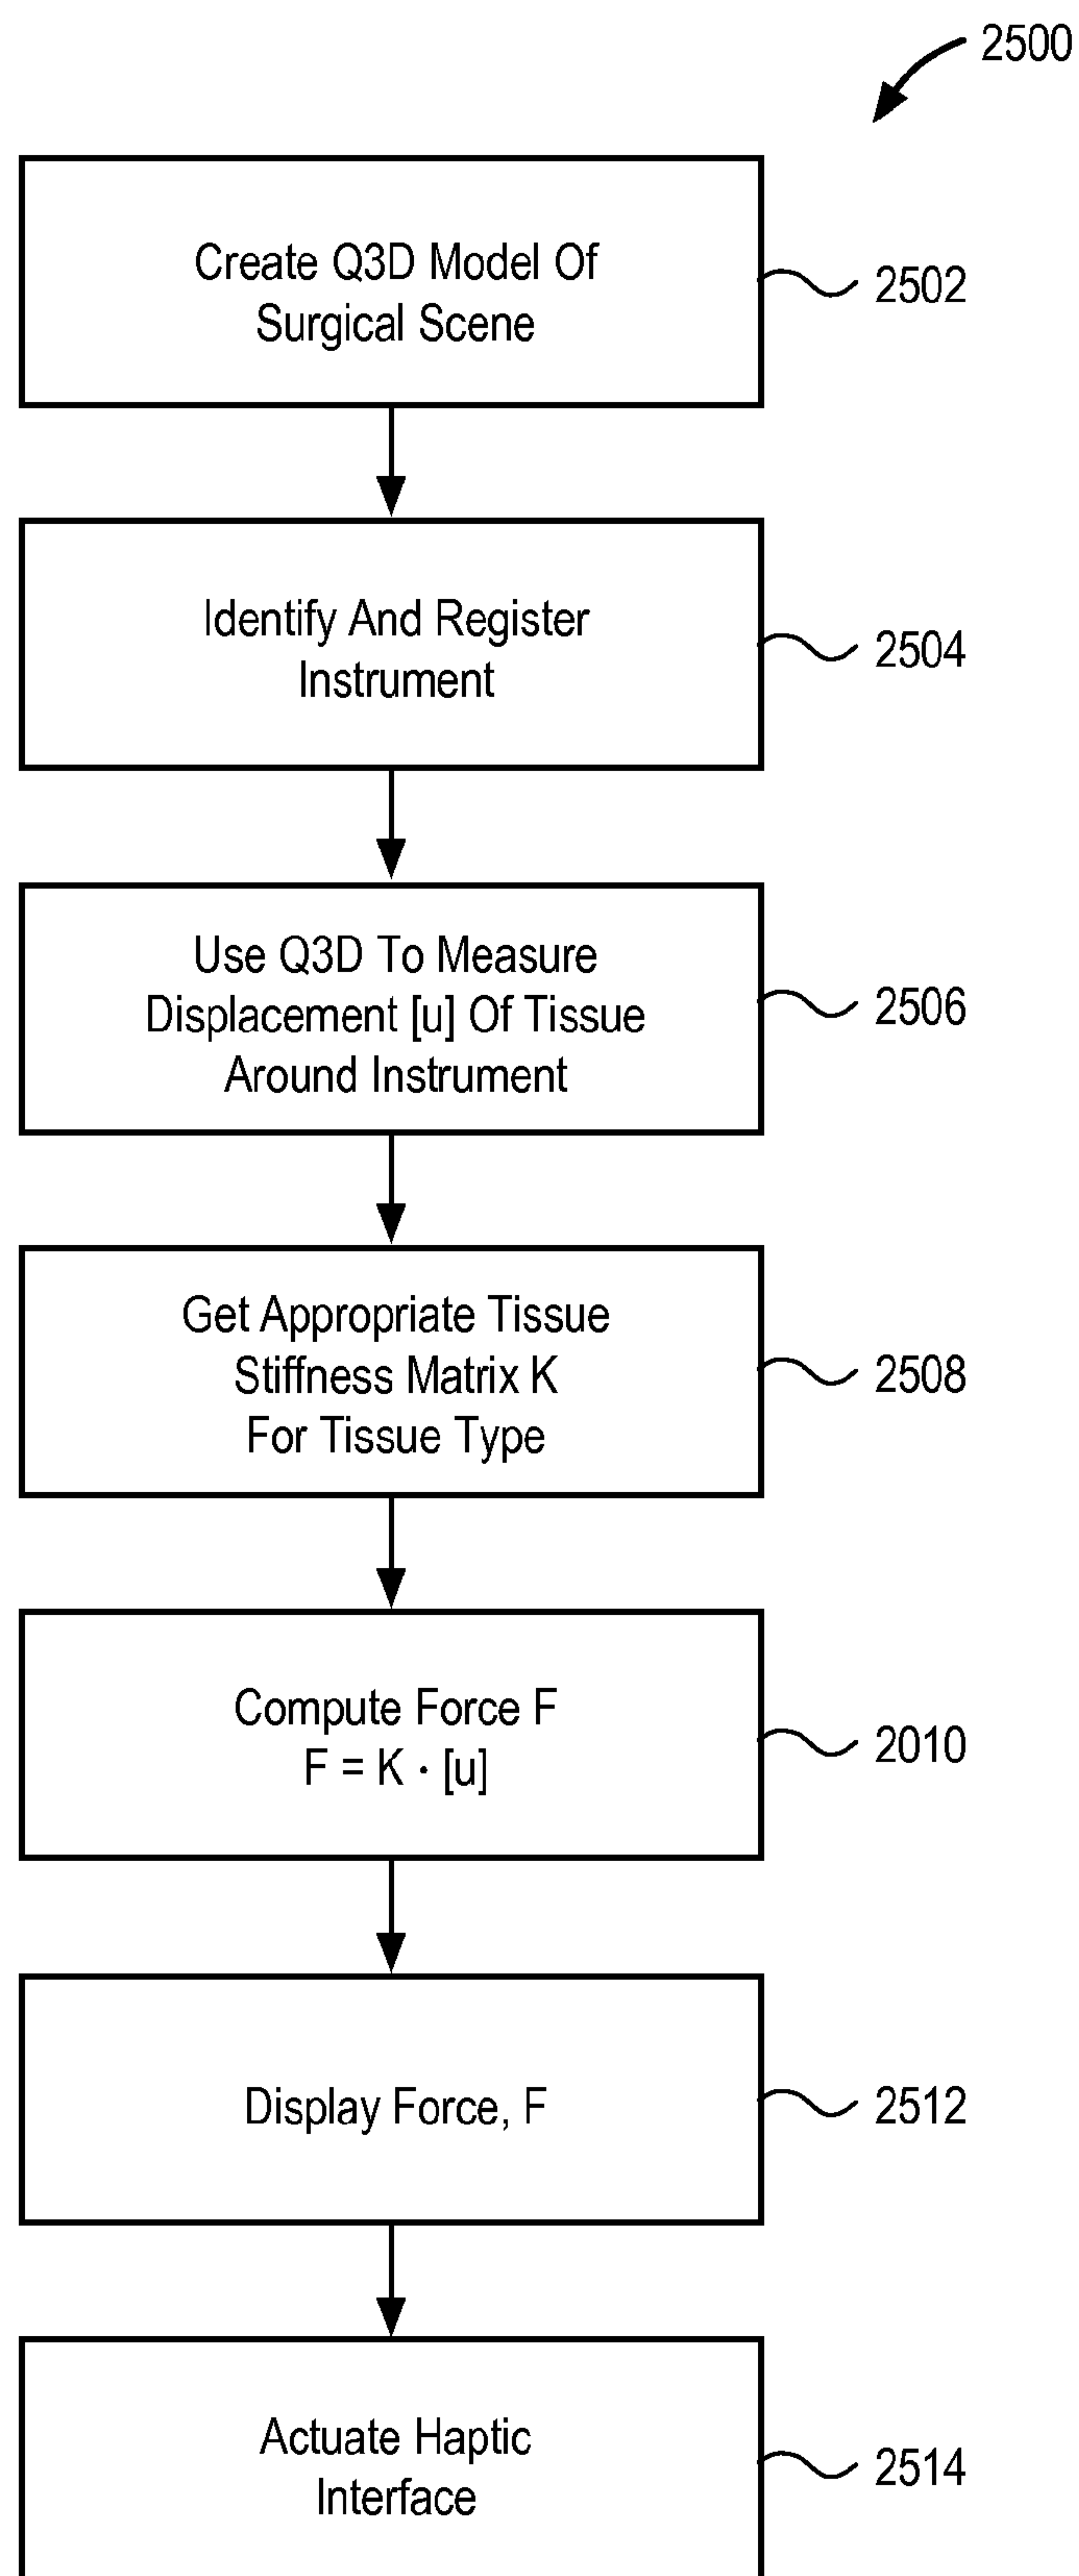 2500
Create Q3D Model Of
Surgical Scene
2502
Identify And Register
Instrument
2504
Use Q3D To Measure
Displacement [u] Of Tissue
Around Instrument
2506
Get Appropriate Tissue
Stiffness Matrix K
For Tissue Type
2508
Compute Force F
F = K · [u]
2010
Display Force, F
2512
Actuate Haptic
Interface
2514